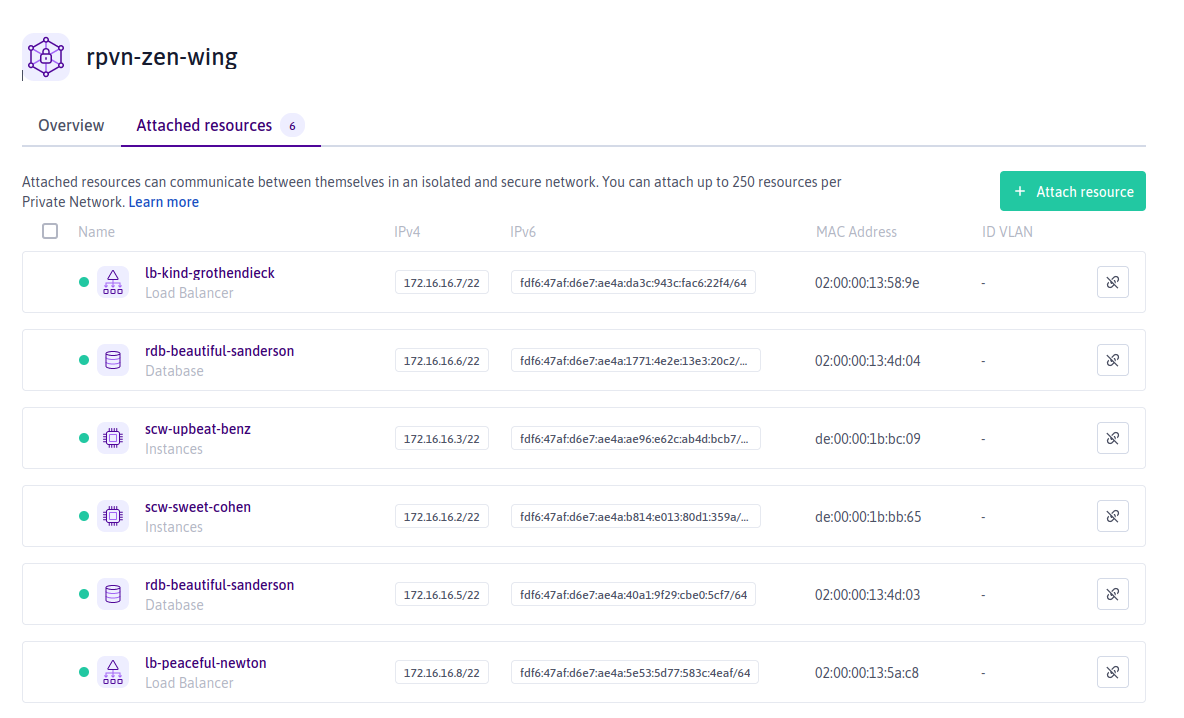 rpvn-zen-wing
Overview Attached resources 6
Attached resources can communicate between themselves in an isolated and secure network. You can attach up to 250 resources per
Private Network. Learn more
+ Attach resource
Name IPv4 IPv6 MAC Address ID VLAN
lb-kind-grothendieck
Load Balancer
172.16.16.7/22 fdf6:47af:d6e7:ae4a:da3c:943c:fac6:22f4/64 02:00:00:13:58:9e -
rdb-beautiful-sanderson
Database
172.16.16.6/22 fdf6:47af:d6e7:ae4a:1771:4e2e:13e3:20c2/... 02:00:00:13:4d:04 -
scw-upbeat-benz
Instances
172.16.16.3/22 fdf6:47af:d6e7:ae4a:ae96:e62c:ab4d:bcb7/... de:00:00:1b:bc:09 -
scw-sweet-cohen
Instances
172.16.16.2/22 fdf6:47af:d6e7:ae4a:b814:e013:80d1:359a/... de:00:00:1b:bb:65 -
rdb-beautiful-sanderson
Database
172.16.16.5/22 fdf6:47af:d6e7:ae4a:40a1:9f29:cbe0:5cf7/64 02:00:00:13:4d:03 -
lb-peaceful-newton
Load Balancer
172.16.16.8/22 fdf6:47af:d6e7:ae4a:5e53:5d77:583c:4eaf/64 02:00:00:13:5a:c8 -